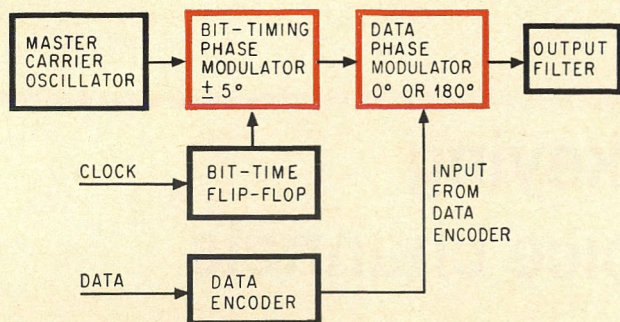 MASTER
CARRIER
OSCILLATOR
BIT-TIMING
PHASE
MODULATOR
± 5°
DATA
PHASE
MODULATOR
0° OR 180°
OUTPUT
FILTER
CLOCK
BIT-TIME
FLIP-FLOP
INPUT
FROM
DATA
ENCODER
DATA
DATA
ENCODER